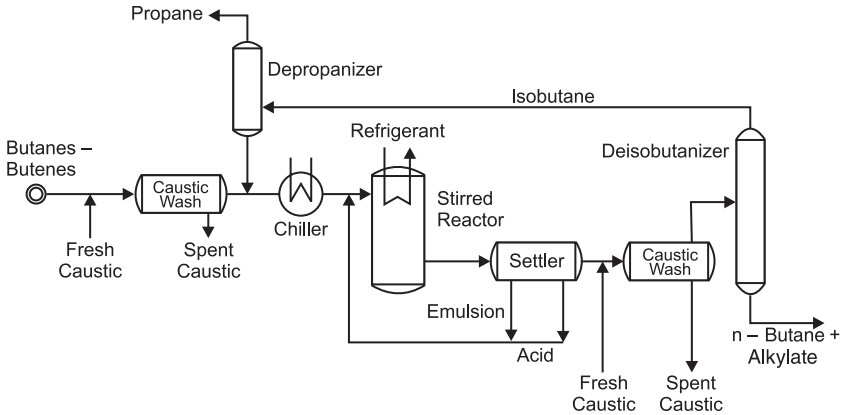 Propane
Depropanizer
Isobutane
Butanes –
Butenes
Refrigerant
Deisobutanizer
Caustic
Wash
Chiller
Stirred
Reactor
Fresh
Caustic
Spent
Caustic
Settler
Caustic
Wash
Emulsion
Acid
n – Butane +
Alkylate
Fresh
Caustic
Spent
Caustic